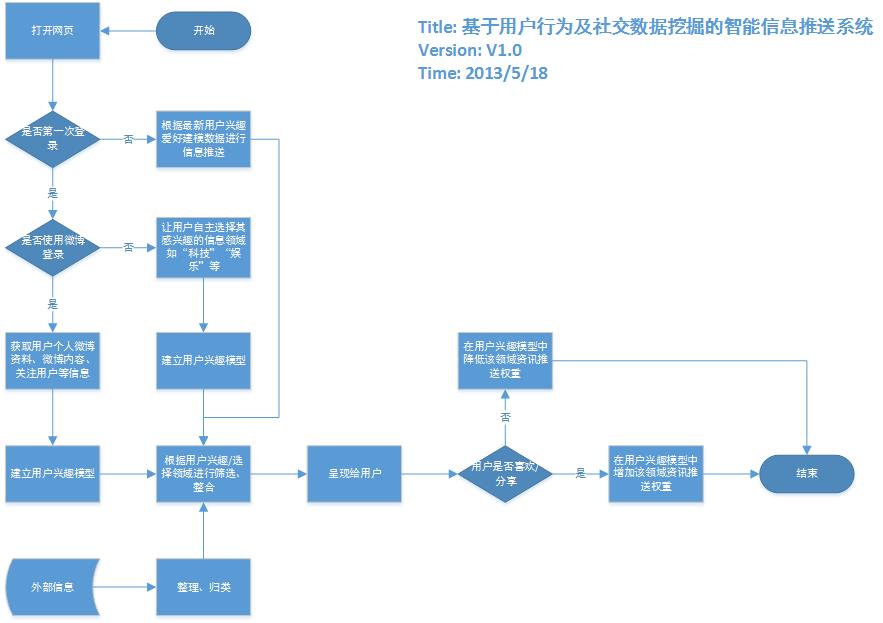 Title: 基于用户行为及社交数据挖掘的智能信息推送系统
Version: V1.0
Time: 2013/5/18
打开网页
开始
是否第一次登
录
否
根据最新用户兴趣
爱好建模数据进行
信息推送
是
是否使用微博
登录
否
让用户自主选择其
感兴趣的信息领域
如“科技”“娱
乐”等
是
获取用户个人微博
资料、微博内容、
关注用户等信息
建立用户兴趣模型
在用户兴趣模型中
降低该领域资讯推
送权重
否
建立用户兴趣模型
根据用户兴趣/选
择领域进行筛选、
整合
呈现给用户
用户是否喜欢/
分享
是
在用户兴趣模型中
增加该领域资讯推
送权重
结束
外部信息
整理、归类